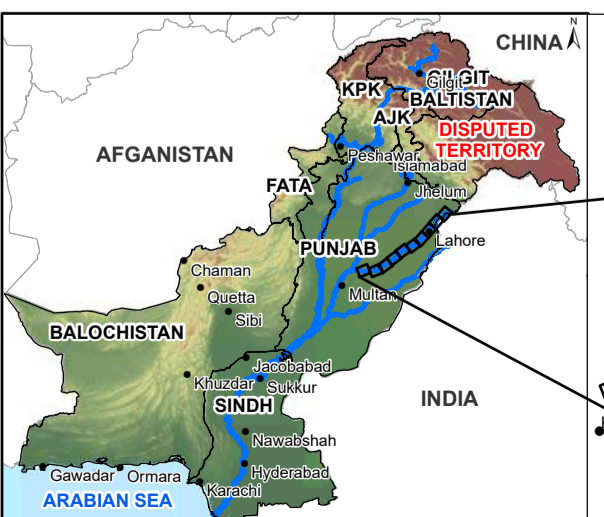 N
CHINA
GILGIT
Gilgit
BALTISTAN
KPK
AJK
DISPUTED
TERRITORY
AFGANISTAN
Peshawar
Islamabad
FATA
Jhelum
PUNJAB
Lahore
Chaman
Quetta
Multan
Sibi
BALOCHISTAN
Jacobabad
Khuzdar
Sukkur
INDIA
SINDH
Nawabshah
Gawadar
Ormara
Hyderabad
Karachi
ARABIAN SEA